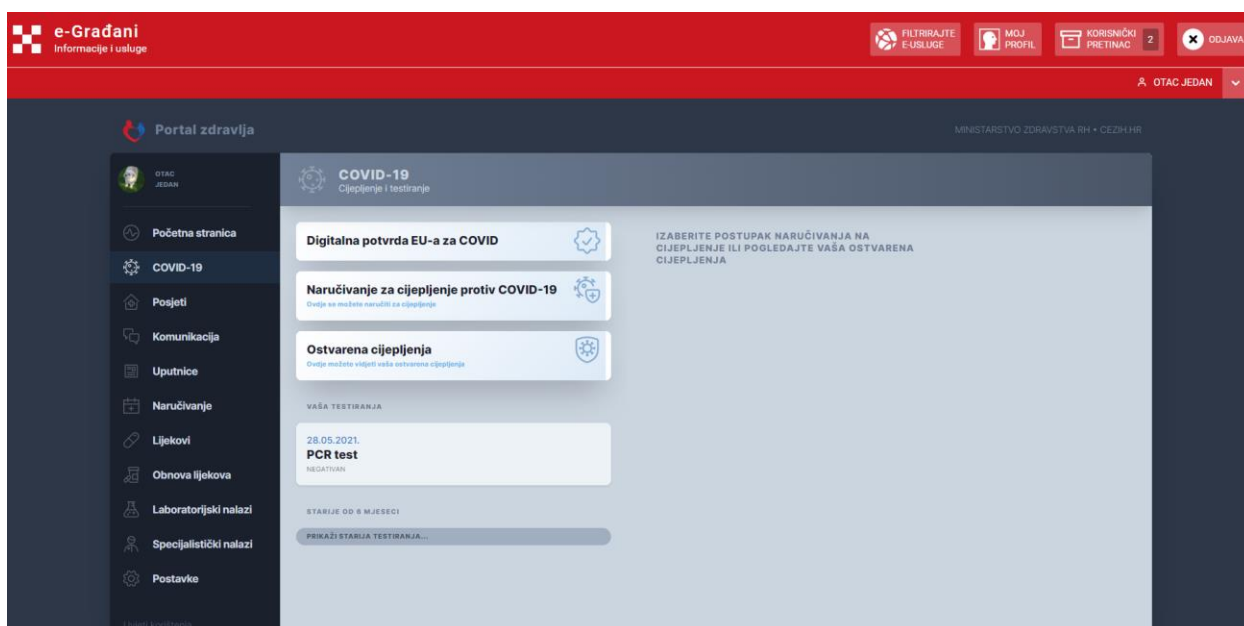 e-Građani
Informacije i usluge
FILTRIRAJTE
E-USLUGE
MOJ
PROFIL
KORISNIČKI
PRETINAC
2
ODJAVA
OTAC JEDAN
Portal zdravlja
MINISTARSTVO ZDRAVSTVA RH • CEZIH.HR
OTAC
JEDAN
COVID-19
Cijepljenje i testiranje
Početna stranica
COVID-19
Posjeti
Komunikacija
Uputnice
Naručivanje
Lijekovi
Obnova lijekova
Laboratorijski nalazi
Specijalistički nalazi
Postavke
Uvjeti korištenja
Digitalna potvrda EU-a za COVID
Naručivanje za cijepljenje protiv COVID-19
Ovdje se možete naručiti za cijepljenje
Ostvarena cijepljenja
Ovdje možete vidjeti vaša ostvarena cijepljenja
VAŠA TESTIRANJA
28.05.2021.
PCR test
NEGATIVAN
STARIJE OD 6 MJESECI
PRIKAŽI STARIJA TESTIRANJA...
IZABERITE POSTUPAK NARUČIVANJA NA
CIJEPLJENJE ILI POGLEDAJTE VAŠA OSTVARENA
CIJEPLJENJA